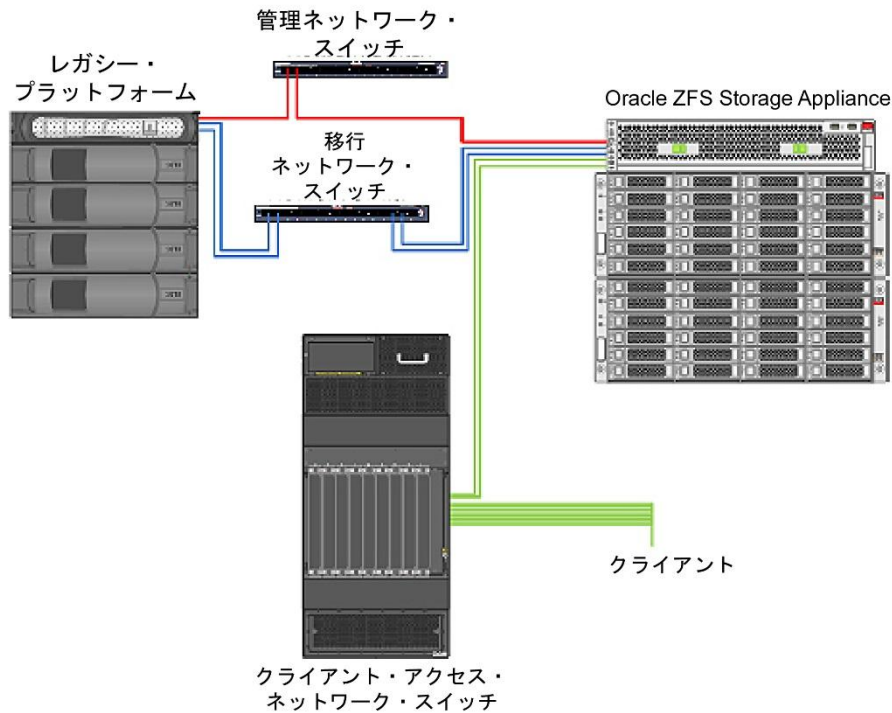 管理ネットワーク・
スイッチ
レガシー・
プラットフォーム
Oracle ZFS Storage Appliance
移行
ネットワーク・
スイッチ
クライアント
クライアント・アクセス・
ネットワーク・スイッチ